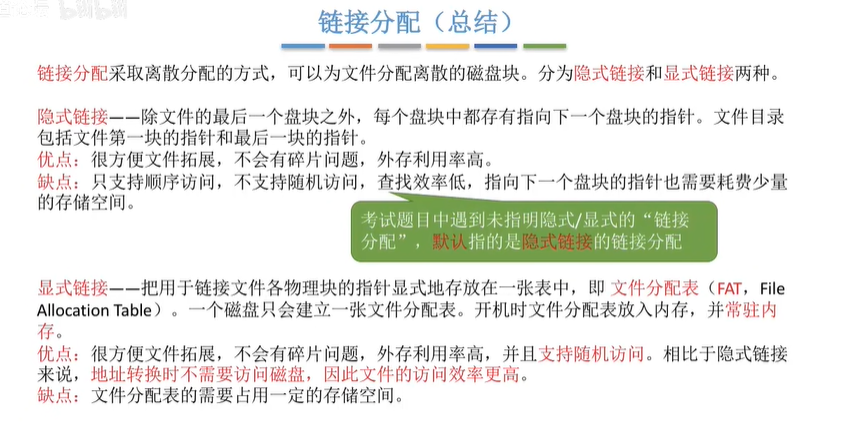 bilibili
链接分配（总结）
链接分配采取离散分配的方式，可以为文件分配离散的磁盘块。分为隐式链接和显式链接两种。
隐式链接——除文件的最后一个盘块之外，每个盘块中都存有指向下一个盘块的指针。文件目录
包括文件第一块的指针和最后一块的指针。
优点：很方便文件拓展，不会有碎片问题，外存利用率高。
缺点：只支持顺序访问，不支持随机访问，查找效率低，指向下一个盘块的指针也需要耗费少量
的存储空间。
考试题目中遇到未指明隐式/显式的“链接
分配”，默认指的是隐式链接的链接分配
显式链接——把用于链接文件各物理块的指针显式地存放在一张表中，即 文件分配表（FAT，File
Allocation Table）。一个磁盘只会建立一张文件分配表。开机时文件分配表放入内存，并常驻内
存。
优点：很方便文件拓展，不会有碎片问题，外存利用率高，并且支持随机访问。相比于隐式链接
来说，地址转换时不需要访问磁盘，因此文件的访问效率更高。
缺点：文件分配表的需要占用一定的存储空间。